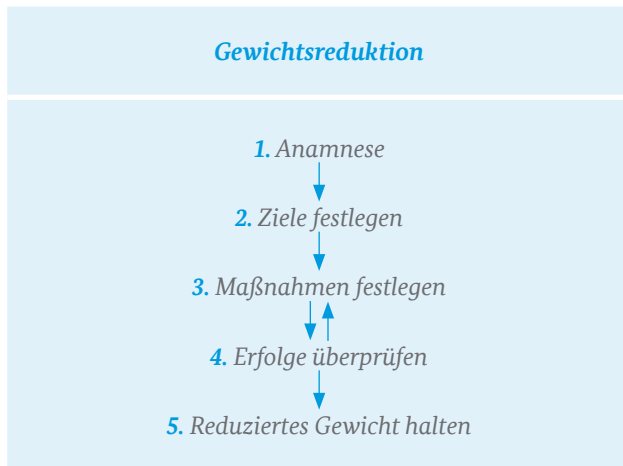 Gewichtsreduktion
1. Anamnese
2. Ziele festlegen
3. Maßnahmen festlegen
4. Erfolge überprüfen
5. Reduziertes Gewicht halten